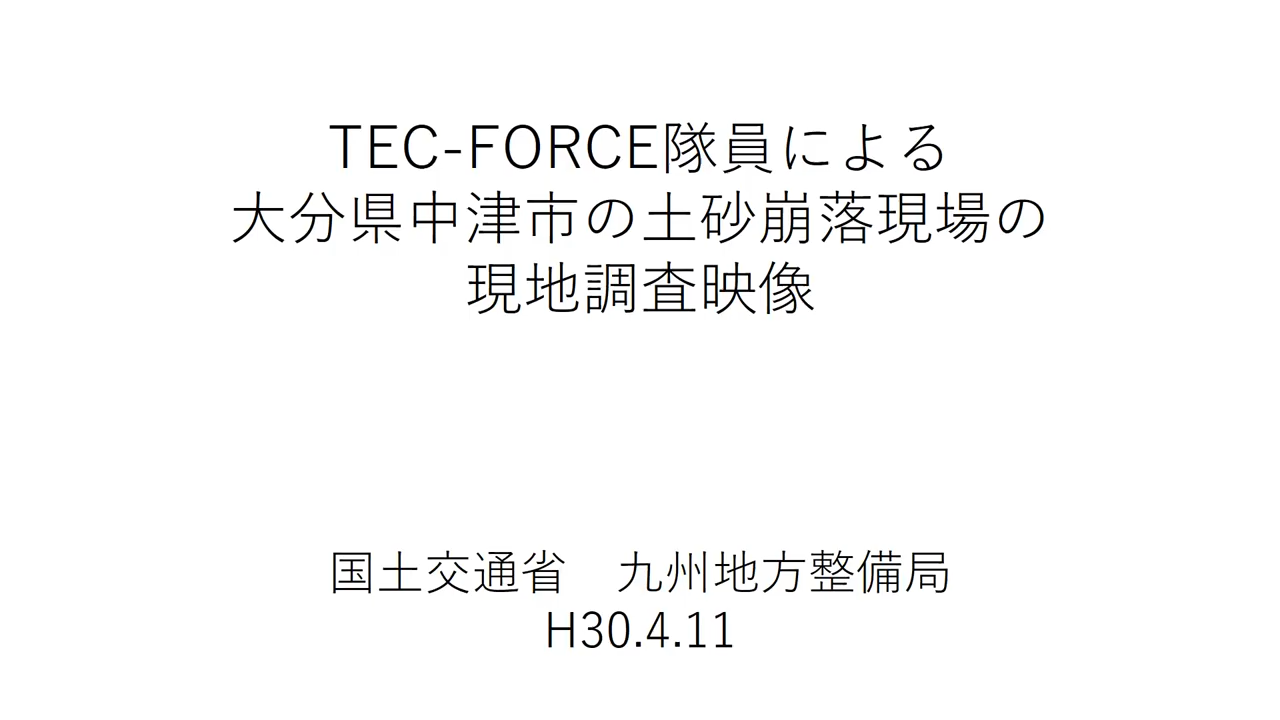 TEC-FORCE隊員による
大分県中津市の土砂崩落現場の
現地調査映像
国土交通省　九州地方整備局
H30.4.11